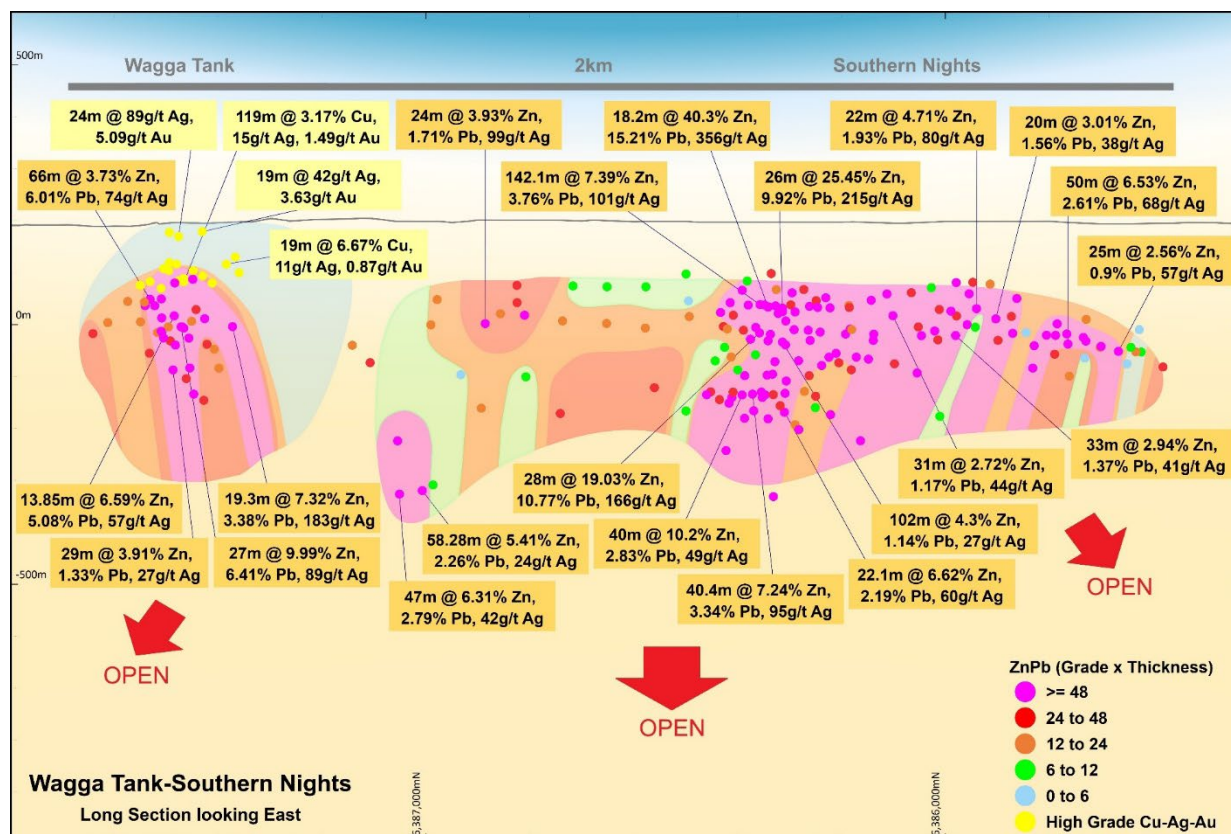 500m
Wagga Tank
2km
Southern Nights
24m @ 89g/t Ag,
5.09g/t Au
119m @ 3.17% Cu,
15g/t Ag, 1.49g/t Au
24m @ 3.93% Zn,
1.71% Pb, 99g/t Ag
18.2m @ 40.3% Zn,
15.21% Pb, 356g/t Ag
22m @ 4.71% Zn,
1.93% Pb, 80g/t Ag
20m @ 3.01% Zn,
1.56% Pb, 38g/t Ag
66m @ 3.73% Zn,
6.01% Pb, 74g/t Ag
19m @ 42g/t Ag,
3.63g/t Au
142.1m @ 7.39% Zn,
3.76% Pb, 101g/t Ag
26m @ 25.45% Zn,
9.92% Pb, 215g/t Ag
50m @ 6.53% Zn,
2.61% Pb, 68g/t Ag
19m @ 6.67% Cu,
11g/t Ag, 0.87g/t Au
25m @ 2.56% Zn,
0.9% Pb, 57g/t Ag
0m
13.85m @ 6.59% Zn,
5.08% Pb, 57g/t Ag
19.3m @ 7.32% Zn,
3.38% Pb, 183g/t Ag
28m @ 19.03% Zn,
10.77% Pb, 166g/t Ag
31m @ 2.72% Zn,
1.17% Pb, 44g/t Ag
33m @ 2.94% Zn,
1.37% Pb, 41g/t Ag
29m @ 3.91% Zn,
1.33% Pb, 27g/t Ag
27m @ 9.99% Zn,
6.41% Pb, 89g/t Ag
58.28m @ 5.41% Zn,
2.26% Pb, 24g/t Ag
40m @ 10.2% Zn,
2.83% Pb, 49g/t Ag
102m @ 4.3% Zn,
1.14% Pb, 27g/t Ag
47m @ 6.31% Zn,
2.79% Pb, 42g/t Ag
40.4m @ 7.24% Zn,
3.34% Pb, 95g/t Ag
22.1m @ 6.62% Zn,
2.19% Pb, 60g/t Ag
-500m
OPEN
OPEN
OPEN
ZnPb (Grade x Thickness)
>= 48
24 to 48
12 to 24
6 to 12
0 to 6
High Grade Cu-Ag-Au
Wagga Tank-Southern Nights
Long Section looking East
,387,000mN
,386,000mN